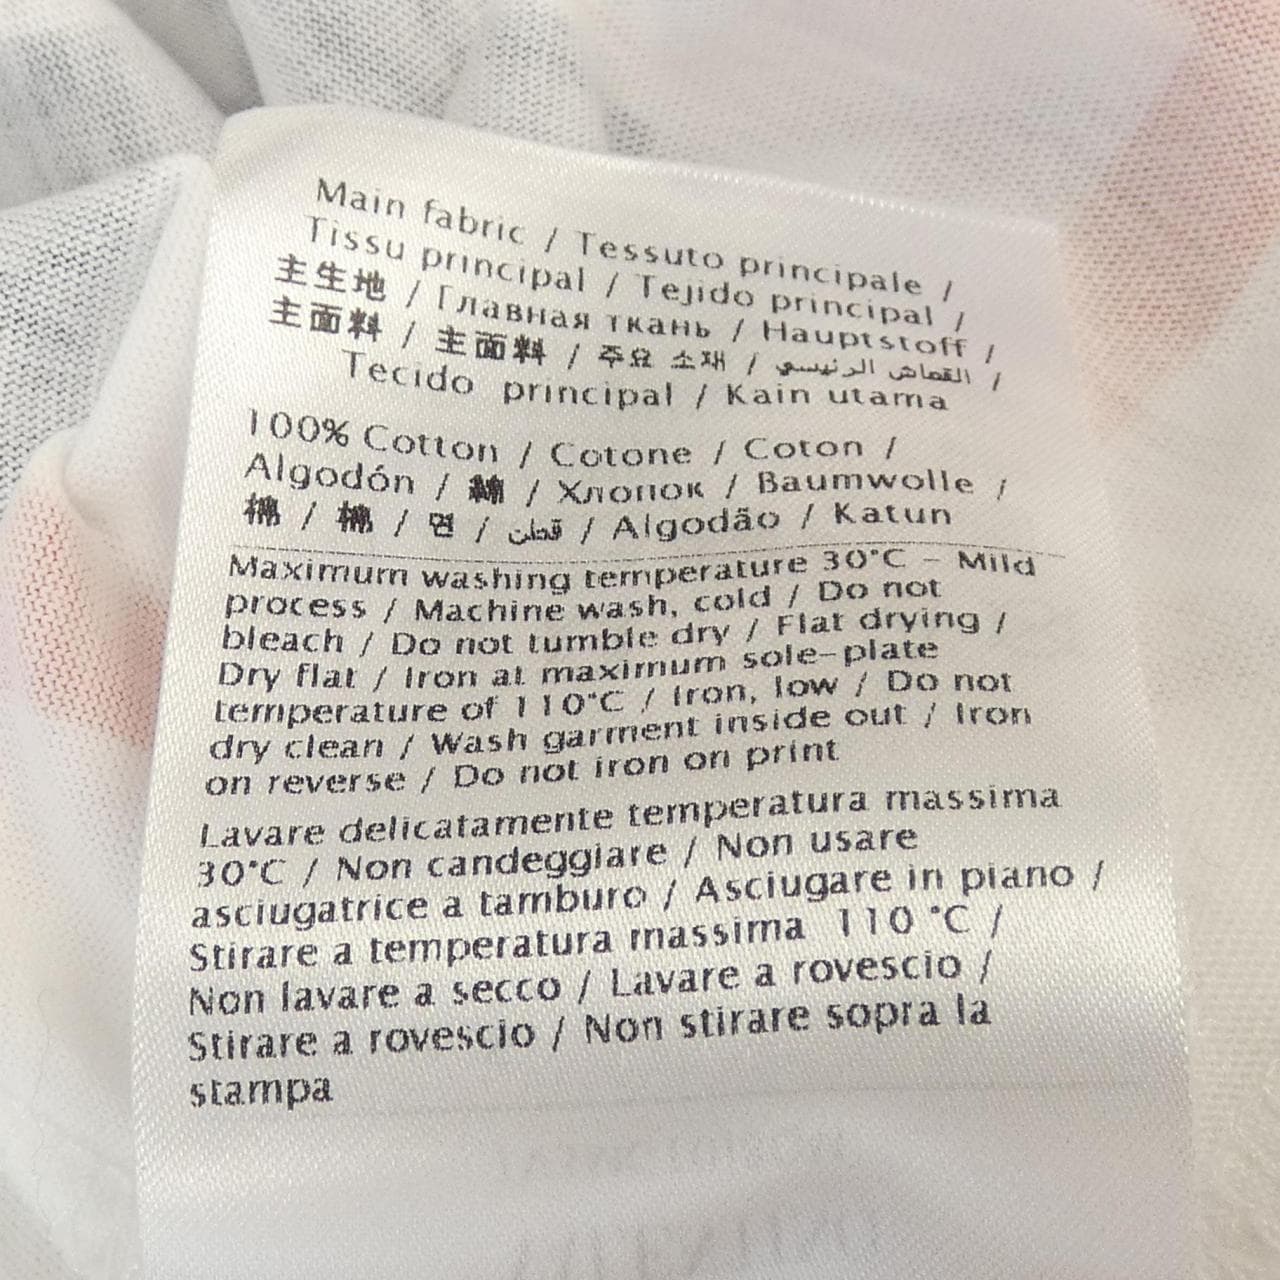 Main fabric / Tessuto principale /
Tissu principal / Tejido principal /
主生地 / Главная ткань / Hauptstoff /
主面料 / 主面料 / 주요 소재 / القماش الرئيسي /
Tecido principal / Kain utama
100% Cotton / Cotone / Coton /
Algodón / 綿 / Хлопок / Baumwolle /
棉 / 棉 / 면 / قطن / Algodão / Katun
Maximum washing temperature 30°C - Mild
process / Machine wash, cold / Do not
bleach / Do not tumble dry / Flat drying /
Dry flat / Iron at maximum sole-plate
temperature of 110°C / Iron, low / Do not
dry clean / Wash garment inside out / Iron
on reverse / Do not iron on print
Lavare delicatamente temperatura massima
30°C / Non candeggiare / Non usare
asciugatrice a tamburo / Asciugare in piano /
Stirare a temperatura massima 110 °C /
Non lavare a secco / Lavare a rovescio /
Stirare a rovescio / Non stirare sopra la
stampa